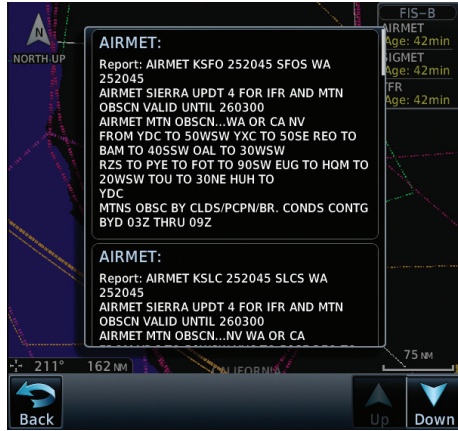 FIS-B
AIRMET
Age: 42min
SIGMET
Age: 42min
TFR
Age: 42min
N
NORTH UP
AIRMET:
Report: AIRMET KSFO 252045 SFOS WA
252045
AIRMET SIERRA UPDT 4 FOR IFR AND MTN
OBSCN VALID UNTIL 260300
AIRMET MTN OBSCN...WA OR CA NV
FROM YDC TO 50WSW YXC TO 50SE REO TO
BAM TO 40SSW OAL TO 30WSW
RZS TO PYE TO FOT TO 90SW EUG TO HQM TO
20WSW TOU TO 30NE HUH TO
YDC
MTNS OBSC BY CLDS/PCPN/BR. CONDS CONTG
BYD 03Z THRU 09Z
AIRMET:
Report: AIRMET KSLC 252045 SLCS WA
252045
AIRMET SIERRA UPDT 4 FOR IFR AND MTN
OBSCN VALID UNTIL 260300
AIRMET MTN OBSCN...NV WA OR CA
75 NM
211° 162 NM
Back
Up
Down